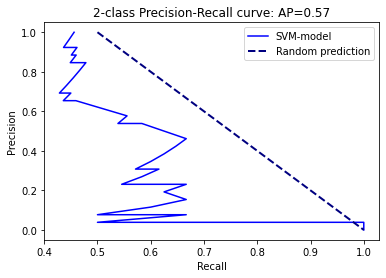 2-class Precision-Recall curve: AP=0.57
SVM-model
Random prediction
Precision
1.0
0.8
0.6
0.4
0.2
0.0
0.4 0.5 0.6 0.7 0.8 0.9 1.0
Recall